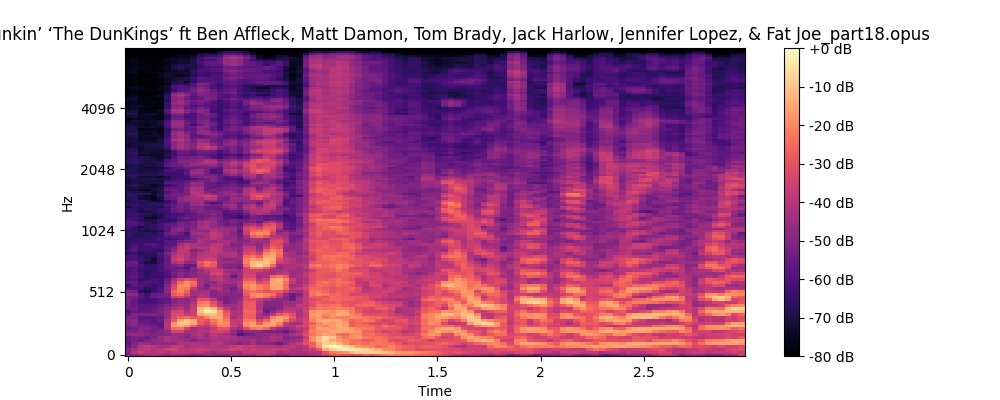 ‘The DunKings’ ft Ben Affleck, Matt Damon, Tom Brady, Jack Harlow, Jennifer Lopez, & Fat Joe_part18.opus
4096
2048
1024
512
0
Hz
0
0.5
1
1.5
2
2.5
Time
+0 dB
-10 dB
-20 dB
-30 dB
-40 dB
-50 dB
-60 dB
-70 dB
-80 dB